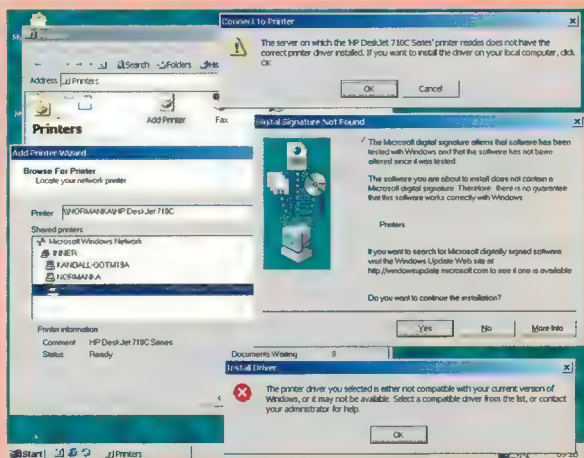 Connect to Printer
The server on which the 'HP DeskJet 710C Series' printer resides does not have the
correct printer driver installed. If you want to install the driver on your local computer, click
OK
OK
Cancel
Search
Folders
Address
Printers
Printers
Add Printer
Fax
Digital Signature Not Found
The Microsoft digital signature affirms that software has been
tested with Windows and that the software has not been
altered since it was tested.
The software you are about to install does not contain a
Microsoft digital signature. Therefore there is no guarantee
that this software works correctly with Windows
Printers
If you want to search for Microsoft digitally signed software
visit the Windows Update Web site at
http://windowsupdate.microsoft.com to see if one is available
Do you want to continue the installation?
Yes
No
More Info
Add Printer Wizard
Browse For Printer
Locate your network printer
Printer
\\NORMANKA\HP DeskJet 710C
Shared printers
Microsoft Windows Network
INNER
NORMANKA
Printer information
Comment HP DeskJet 710C Series
Status Ready
Documents Waiting 0
Install Driver
The printer driver you selected is either not compatible with your current version of
Windows, or it may not be available. Select a compatible driver from the list, or contact
your administrator for help.
OK
Start
Printers